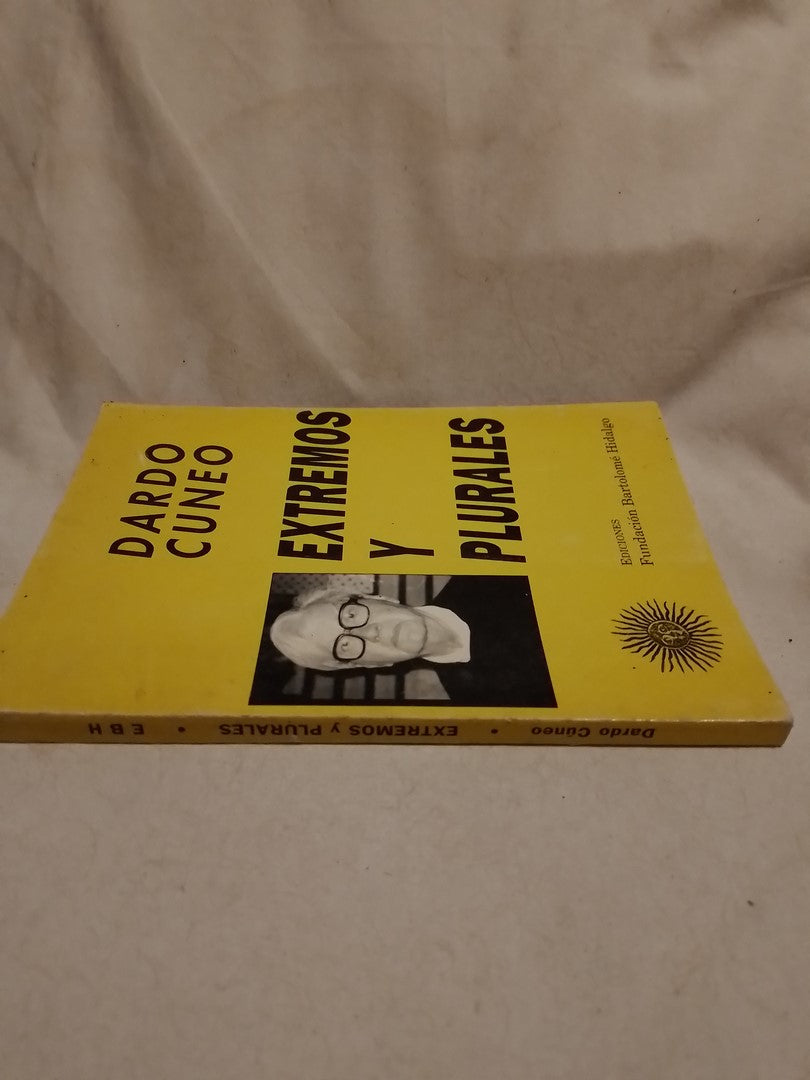 DARDO
CUNEO
EXTREMOS
Y
PLURALES
EDICIONES
Fundación Bartolomé Hidalgo
Dardo Cúneo • EXTREMOS y PLURALES • E B H